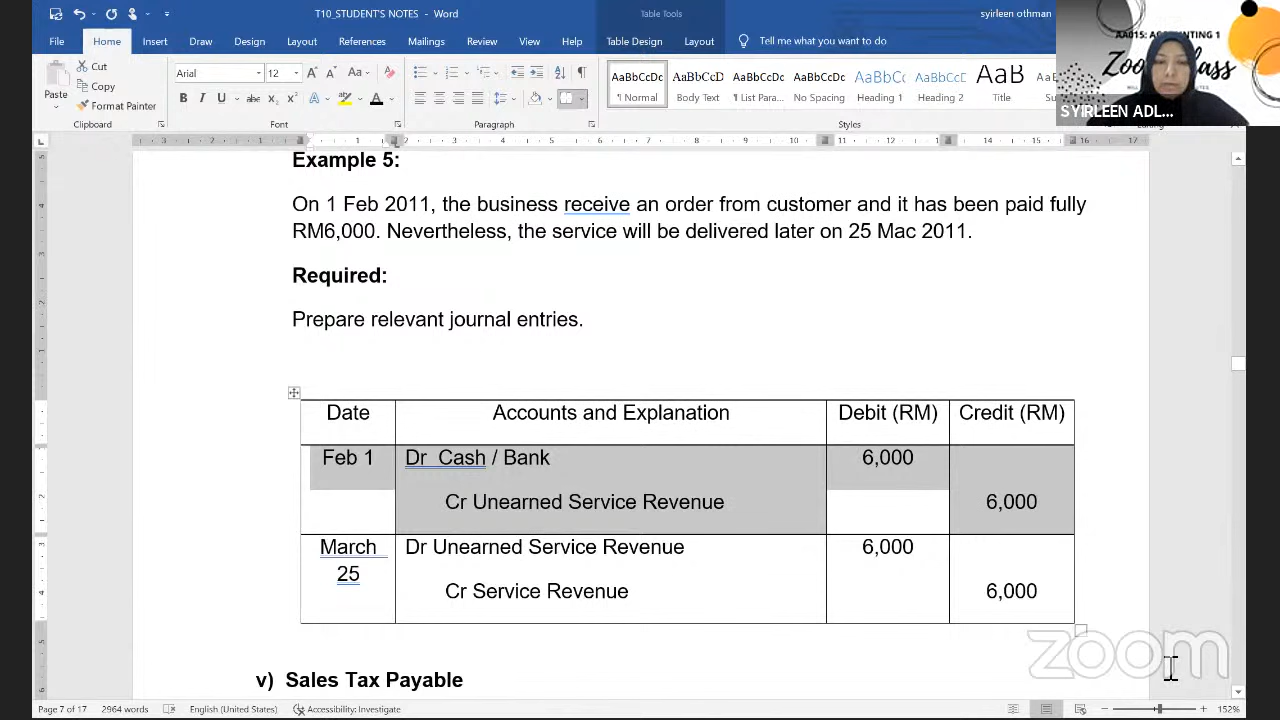 T10_STUDENT'S NOTES - Word
Table Tools
syirleen othman
File Home Insert Draw Design Layout References Mailings Review View Help Table Design Layout Tell me what you want to do
AA015: ACCOUNTING 1
SYIRLEEN ADL...
Paste
Cut
Copy
Format Painter
Arial 12
AaBbCcDc AaBbCcD AaBbCcDc AaBbCcDc AaBbCc AaBbCcD AaB
¶ Normal Body Text ¶ List Para... No Spacing Heading 1 Heading 2 Title
Clipboard Font Paragraph Styles
Example 5:
On 1 Feb 2011, the business receive an order from customer and it has been paid fully
RM6,000. Nevertheless, the service will be delivered later on 25 Mac 2011.
Required:
Prepare relevant journal entries.
Date Accounts and Explanation Debit (RM) Credit (RM)
Feb 1 Dr Cash / Bank 6,000
Cr Unearned Service Revenue 6,000
March Dr Unearned Service Revenue 6,000
25
Cr Service Revenue 6,000
v) Sales Tax Payable
zoom
Page 7 of 17 2964 words English (United States) Accessibility: Investigate 152%